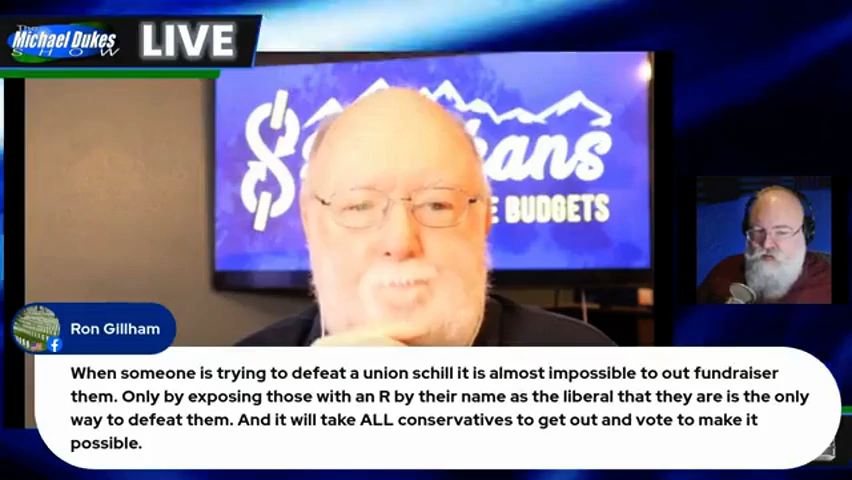 The
Michael Dukes
SHOW
LIVE
kans
E BUDGETS
Ron Gillham
When someone is trying to defeat a union schill it is almost impossible to out fundraiser
them. Only by exposing those with an R by their name as the liberal that they are is the only
way to defeat them. And it will take ALL conservatives to get out and vote to make it
possible.